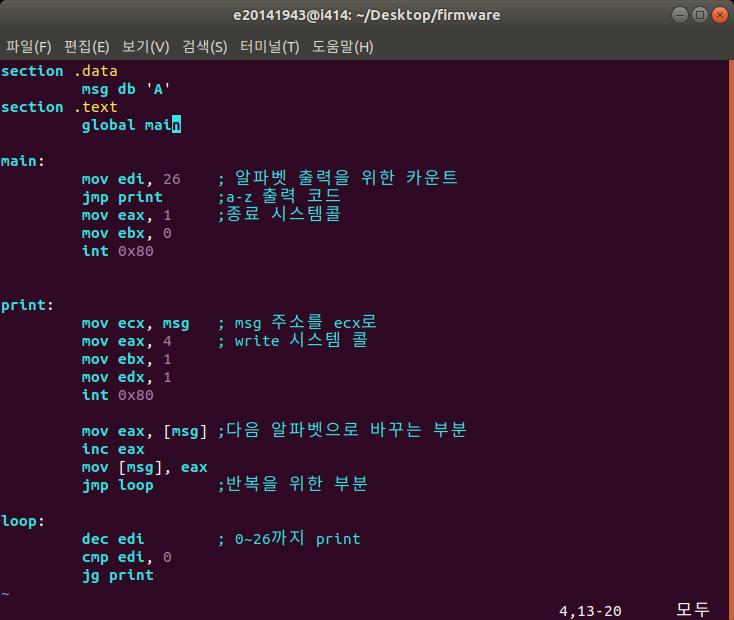 e20141943@i414: ~/Desktop/firmware
파일(F) 편집(E) 보기(V) 검색(S) 터미널(T) 도움말(H)
section .data
msg db 'A'
section .text
global main
main:
mov edi, 26 ; 알파벳 출력을 위한 카운트
jmp print ;a-z 출력 코드
mov eax, 1 ;종료 시스템콜
mov ebx, 0
int 0x80
print:
mov ecx, msg ; msg 주소를 ecx로
mov eax, 4 ; write 시스템 콜
mov ebx, 1
mov edx, 1
int 0x80
mov eax, [msg] ;다음 알파벳으로 바꾸는 부분
inc eax
mov [msg], eax
jmp loop ;반복을 위한 부분
loop:
dec edi ; 0~26까지 print
cmp edi, 0
jg print
~
4,13-20 모두